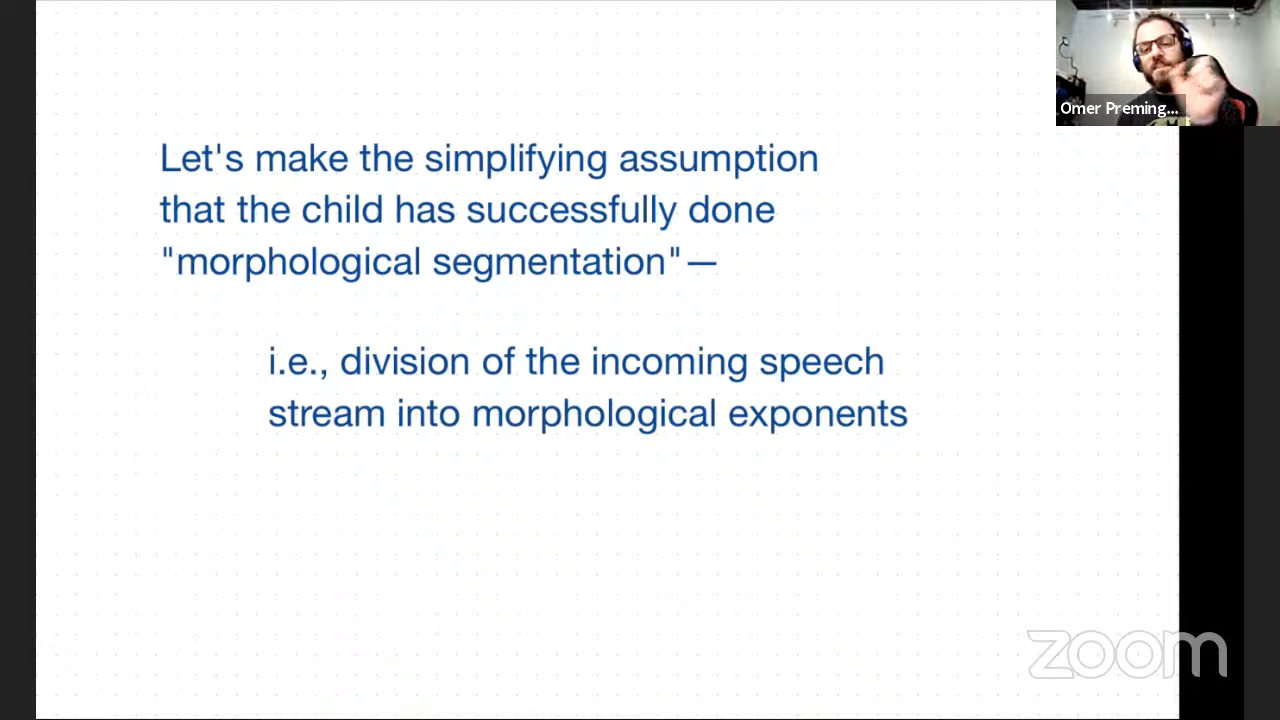 Let's make the simplifying assumption
that the child has successfully done
"morphological segmentation"—
i.e., division of the incoming speech
stream into morphological exponents
Omer Preming...
zoom